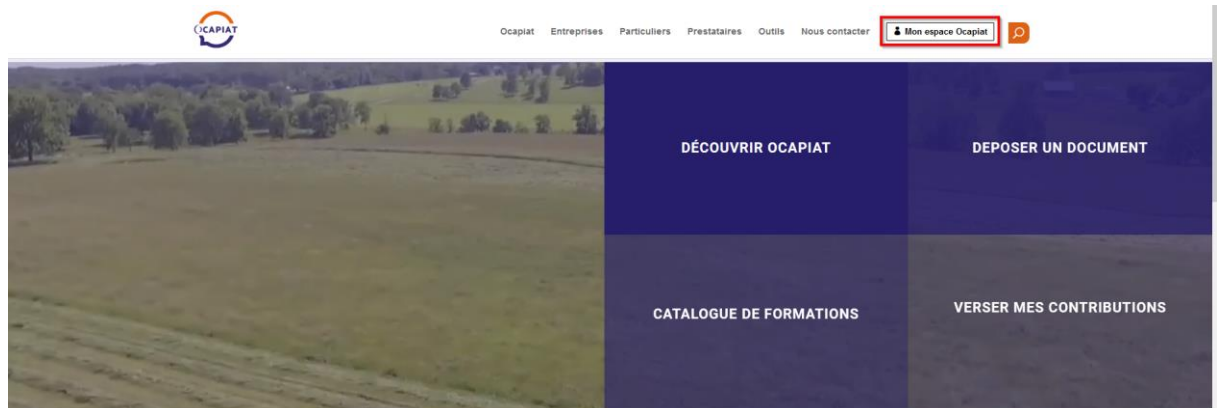 OCAPIAT
Ocapiat Entreprises Particuliers Prestataires Outils Nous contacter Mon espace Ocapiat
DÉCOUVRIR OCAPIAT
DEPOSER UN DOCUMENT
CATALOGUE DE FORMATIONS
VERSER MES CONTRIBUTIONS